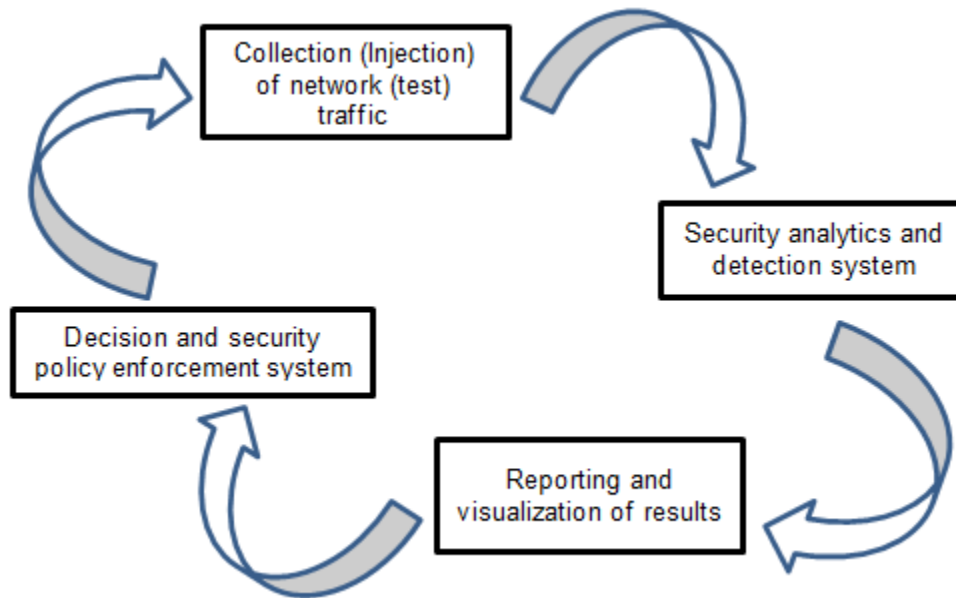 Collection (Injection)
of network (test)
traffic
Security analytics and
detection system
Decision and security
policy enforcement system
Reporting and
visualization of results